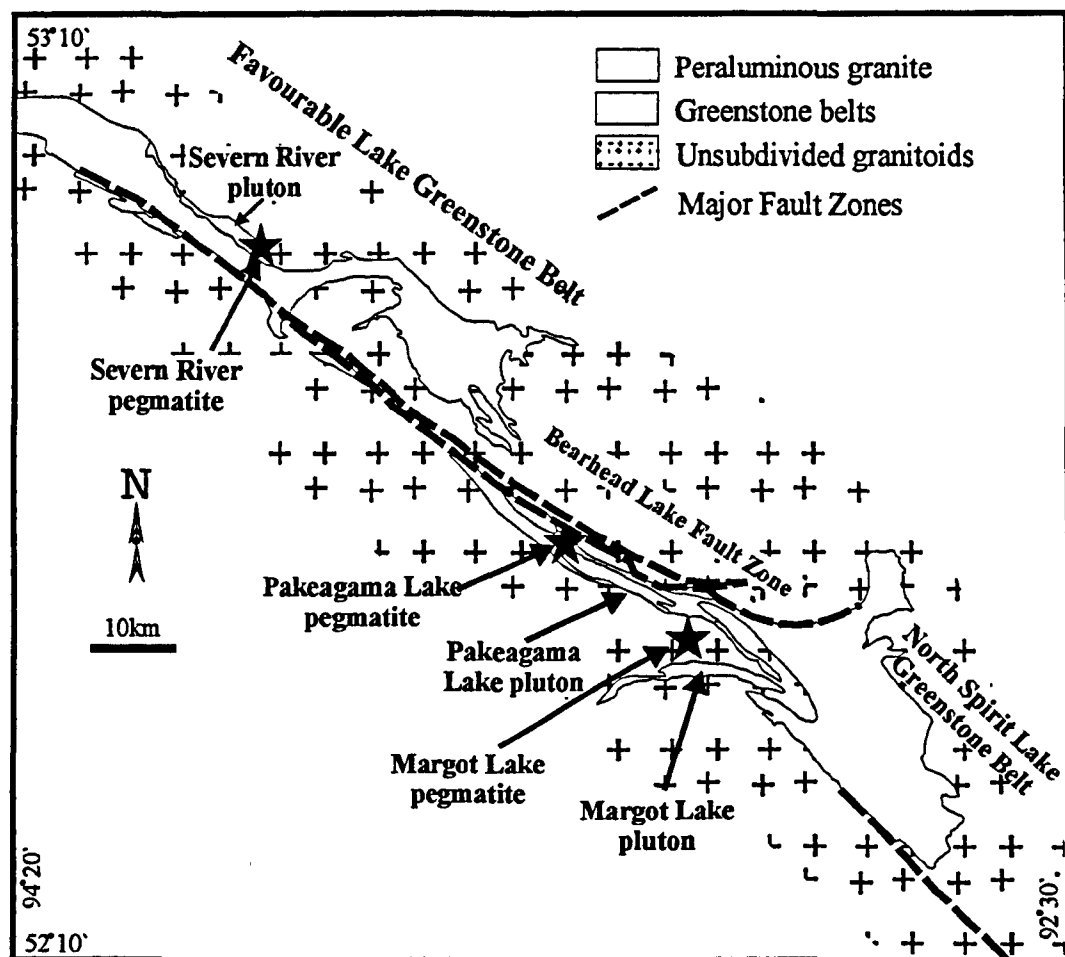 53°10`
Favourable Lake Greenstone Belt
Peraluminous granite
Greenstone belts
Unsubdivided granitoids
Major Fault Zones
Severn River
pluton
Severn River
pegmatite
N
10km
Bearhead Lake Fault Zone
Pakeagama Lake
pegmatite
Pakeagama
Lake pluton
North Spirit Lake
Greenstone Belt
Margot Lake
pegmatite
Margot Lake
pluton
94°20`
52°10`
92°30`